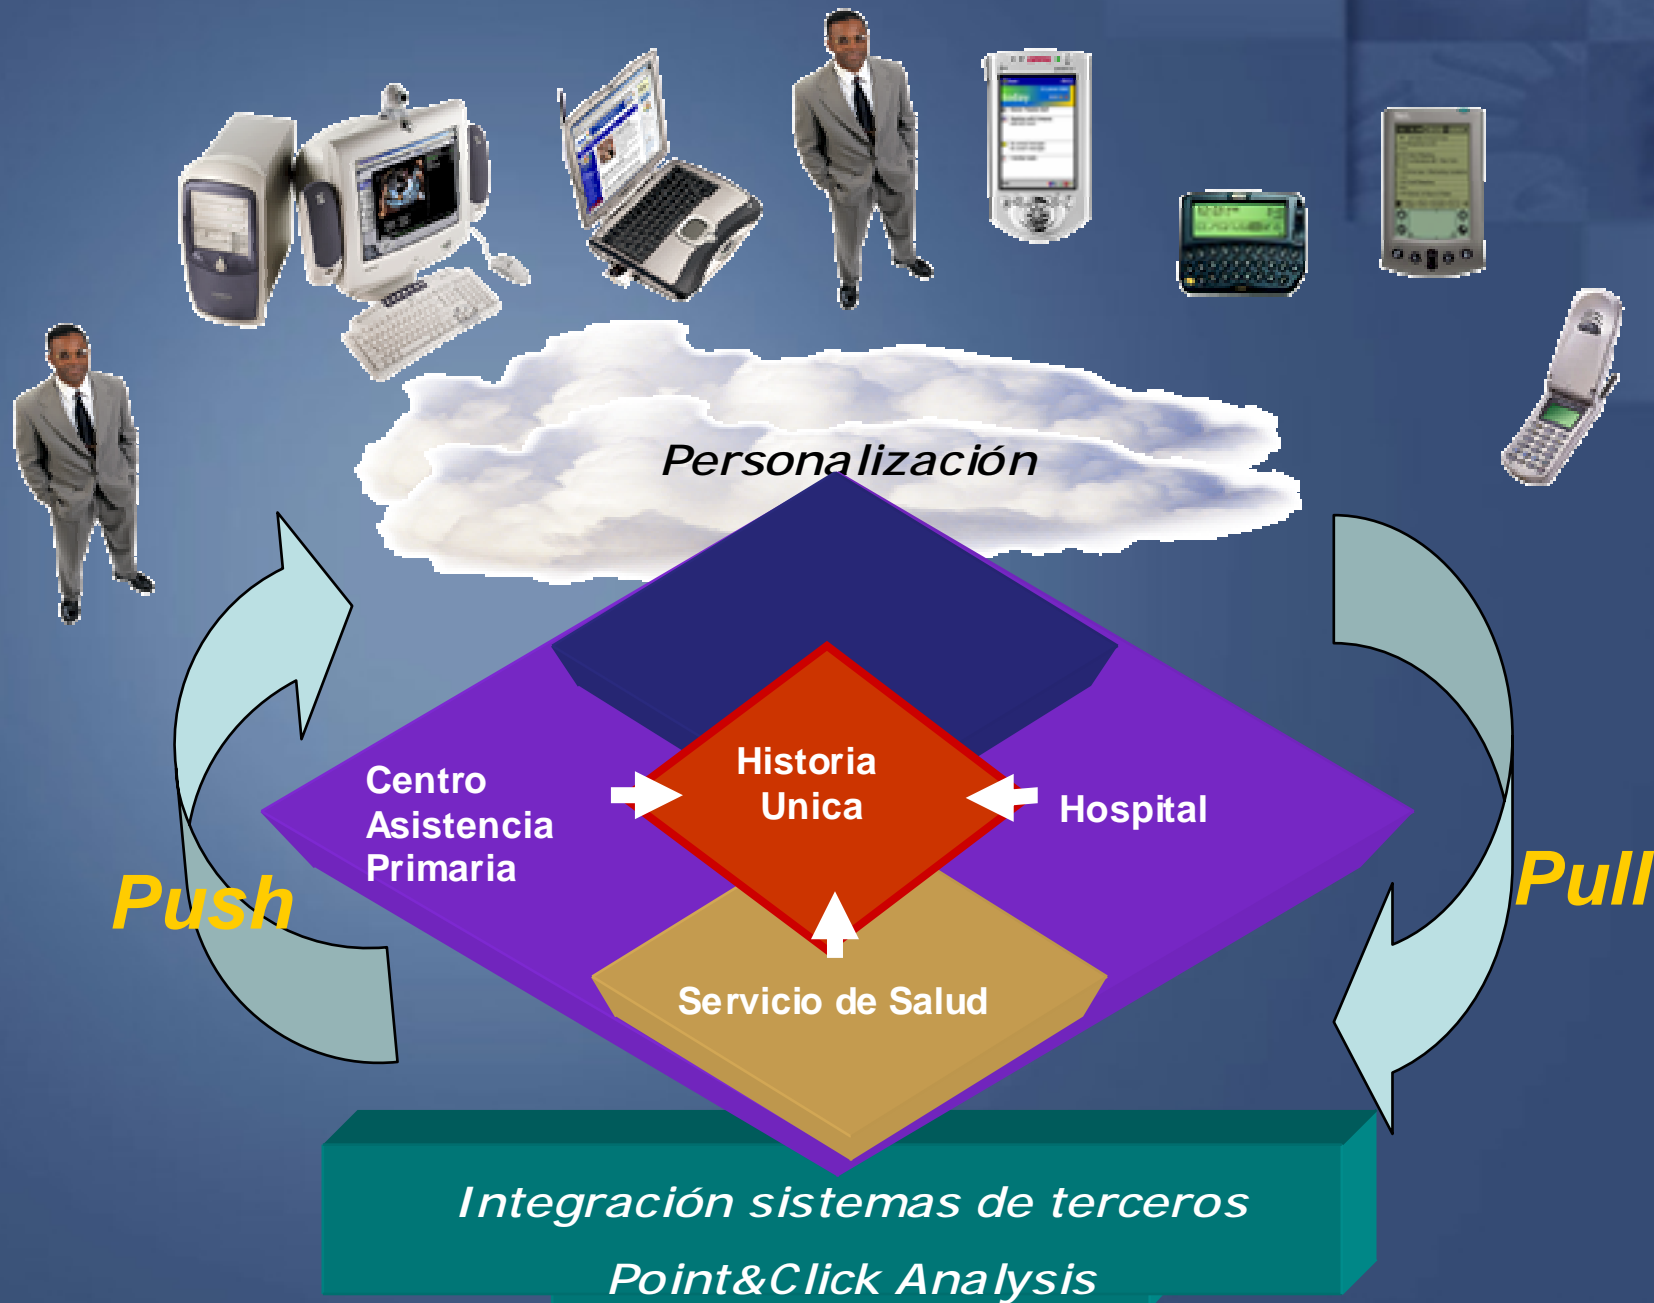 Personalización
Historia
Unica
Centro
Asistencia
Primaria
Hospital
Push
Pull
Servicio de Salud
Integración sistemas de terceros
Point&Click Analysis